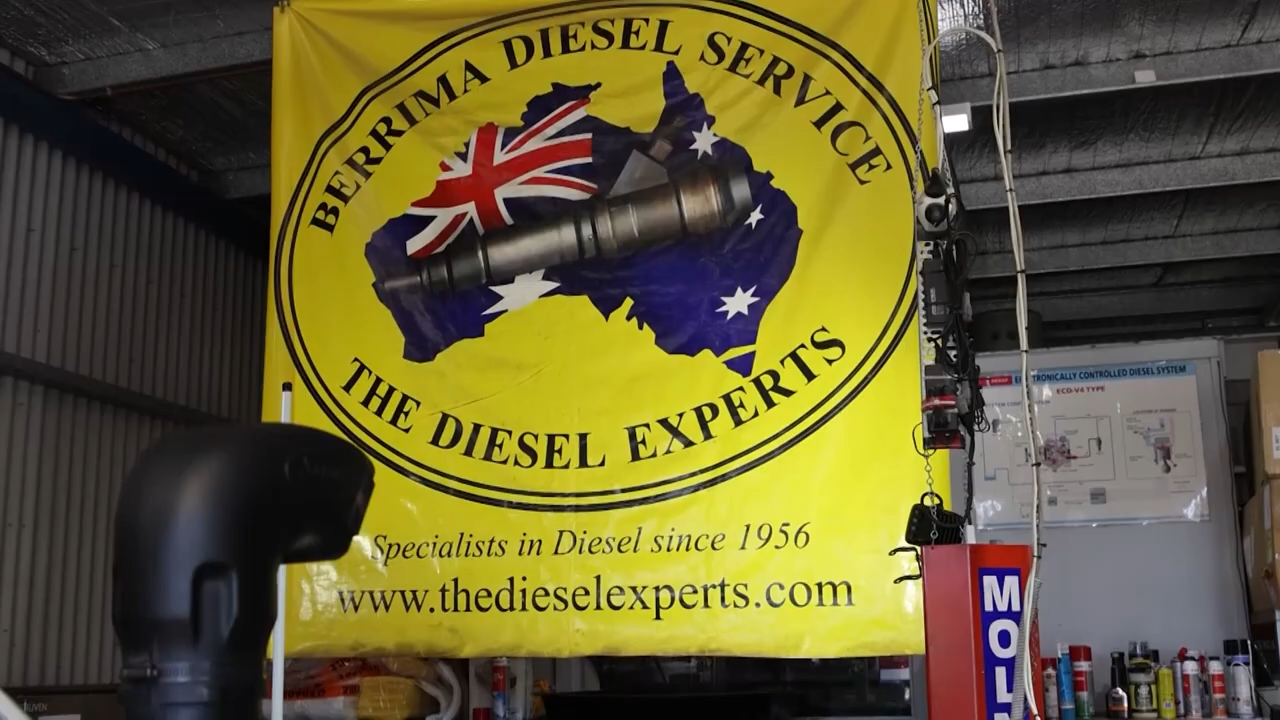 BERRIMA DIESEL SERVICE
THE DIESEL EXPERTS
Specialists in Diesel since 1956
www.thedieselexperts.com
ELECTRONICALLY CONTROLLED DIESEL SYSTEM
ECD-V4 TYPE
MOL